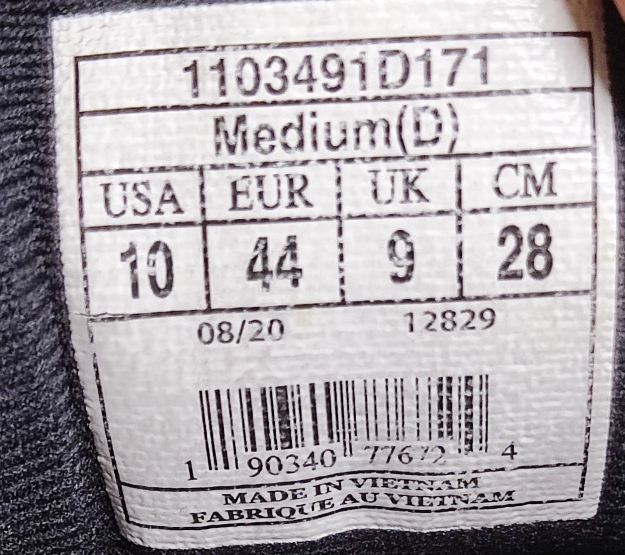 1103491D171
Medium(D)
USA EUR UK CM
10 44 9 28
08/20 12829
1 90340 77672 4
MADE IN VIETNAM
FABRIQUE AU VIETNAM